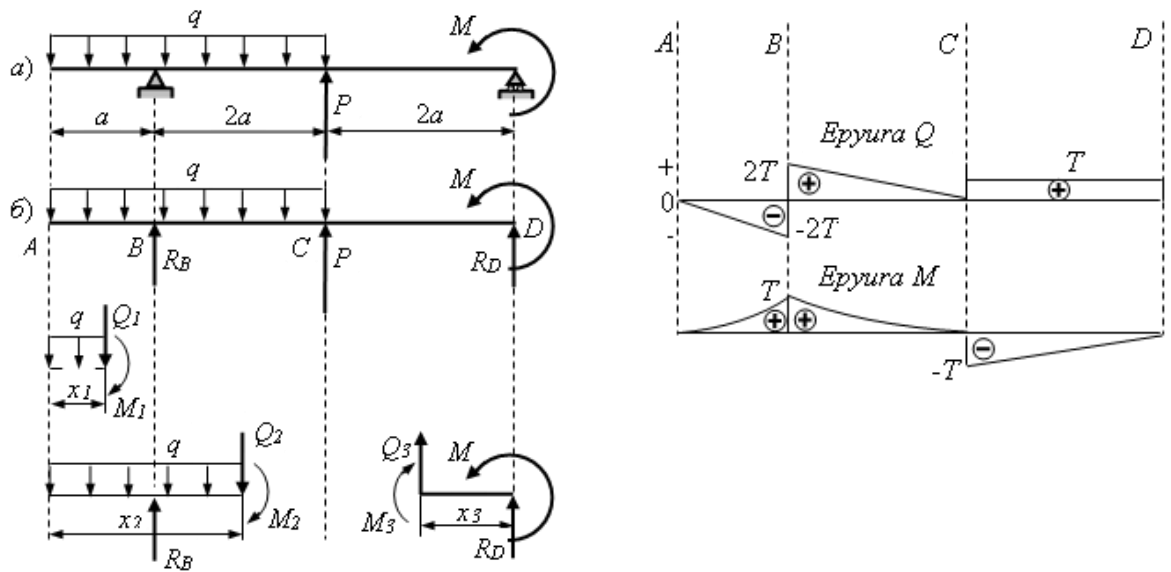 q
M
а)
P
a
2a
2a
q
M
б)
A
B
R_B
C
P
R_D
D
q
Q_1
x_1
M_1
q
Q_2
x_2
M_2
R_B
Q_3
M
M_3
x_3
R_D
A
B
C
D
Epyura Q
+
2T
T
0
-
-2T
Epyura M
T
-T